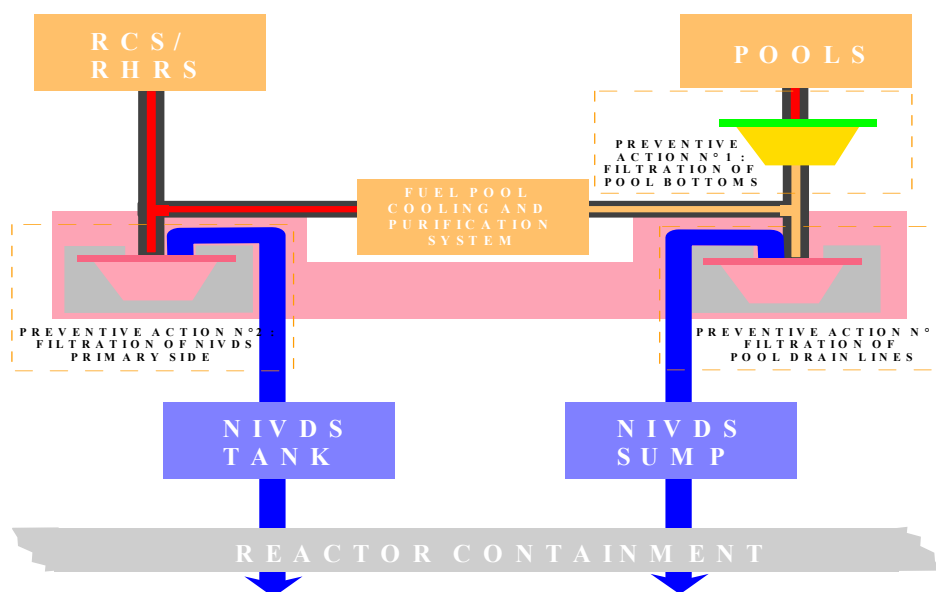 RCS/
RHRS
POOLS
PREVENTIVE
ACTION N°1:
FILTRATION OF
POOL BOTTOMS
FUEL POOL
COOLING AND
PURIFICATION
SYSTEM
PREVENTIVE ACTION N°2:
FILTRATION OF NIVDS
PRIMARY SIDE
PREVENTIVE ACTION N°
FILTRATION OF
POOL DRAIN LINES
NIVDS
TANK
NIVDS
SUMP
REACTOR CONTAINMENT